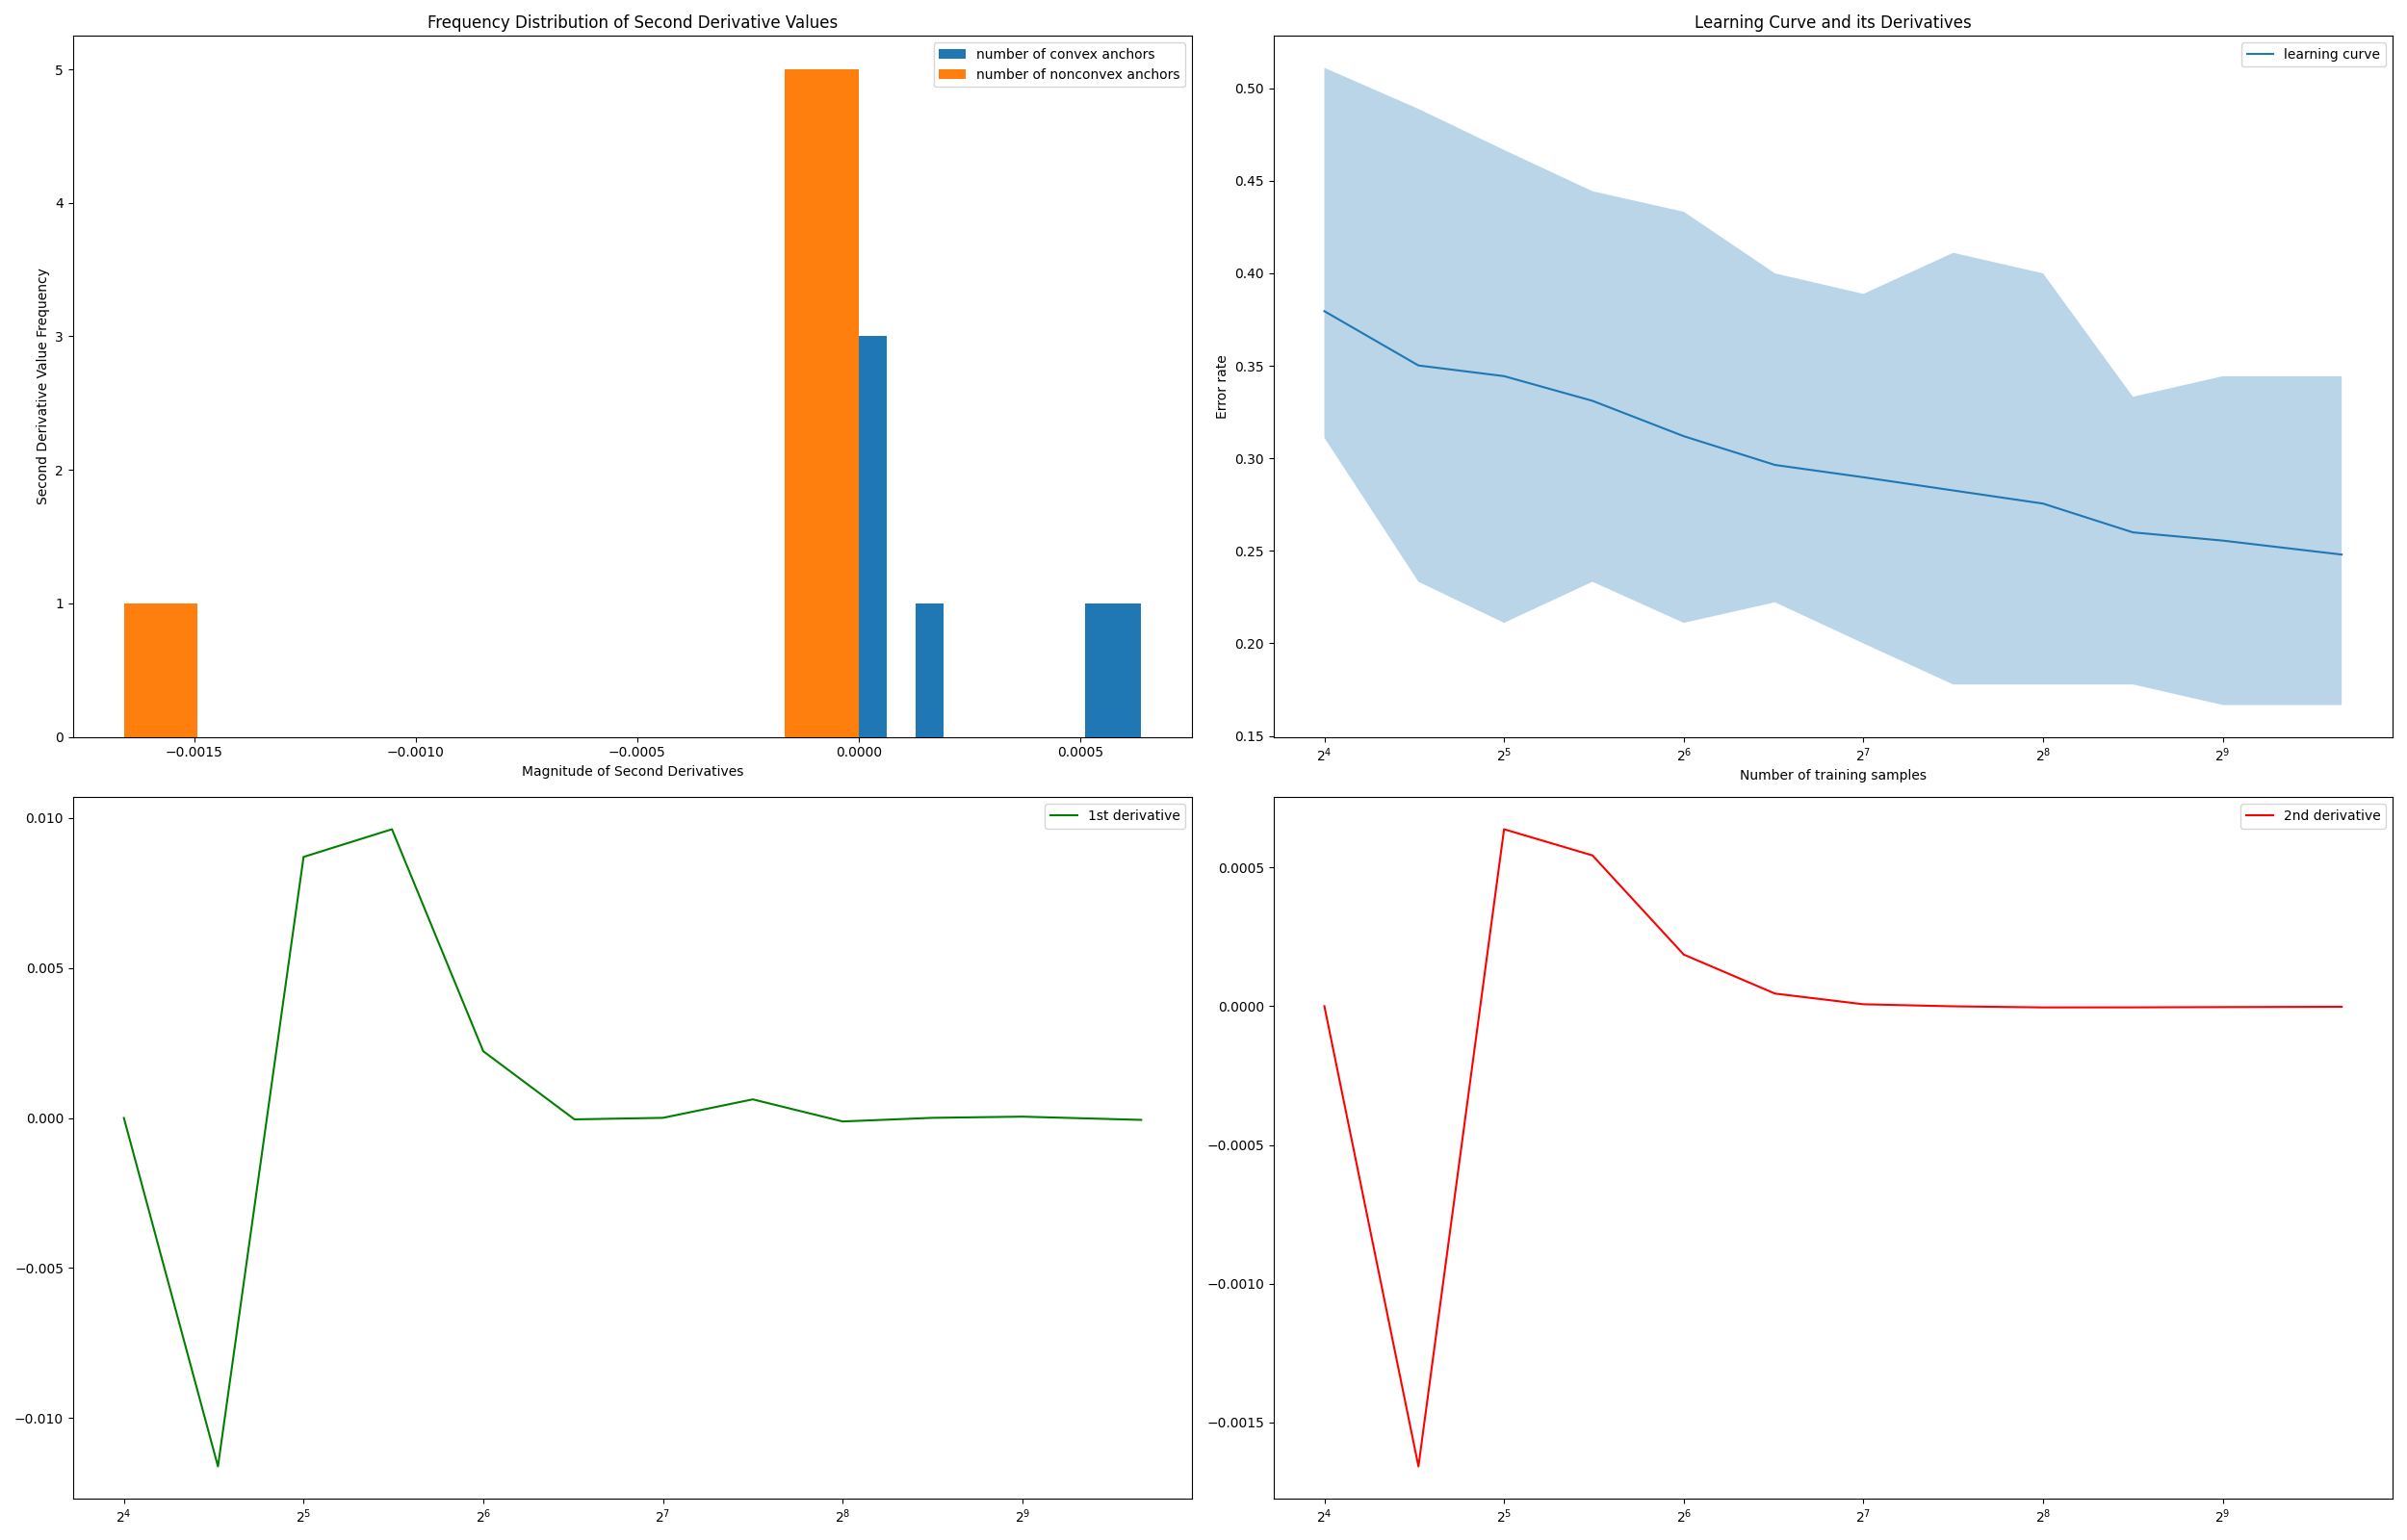 Frequency Distribution of Second Derivative Values
number of convex anchors
number of nonconvex anchors
5
4
3
2
1
0
Second Derivative Value Frequency
−0.0015 −0.0010 −0.0005 0.0000 0.0005
Magnitude of Second Derivatives
Learning Curve and its Derivatives
learning curve
0.50
0.45
0.40
0.35
0.30
0.25
0.20
0.15
Error rate
2⁴ 2⁵ 2⁶ 2⁷ 2⁸ 2⁹
Number of training samples
1st derivative
0.010
0.005
0.000
−0.005
−0.010
2⁴ 2⁵ 2⁶ 2⁷ 2⁸ 2⁹
2nd derivative
0.0005
0.0000
−0.0005
−0.0010
−0.0015
2⁴ 2⁵ 2⁶ 2⁷ 2⁸ 2⁹